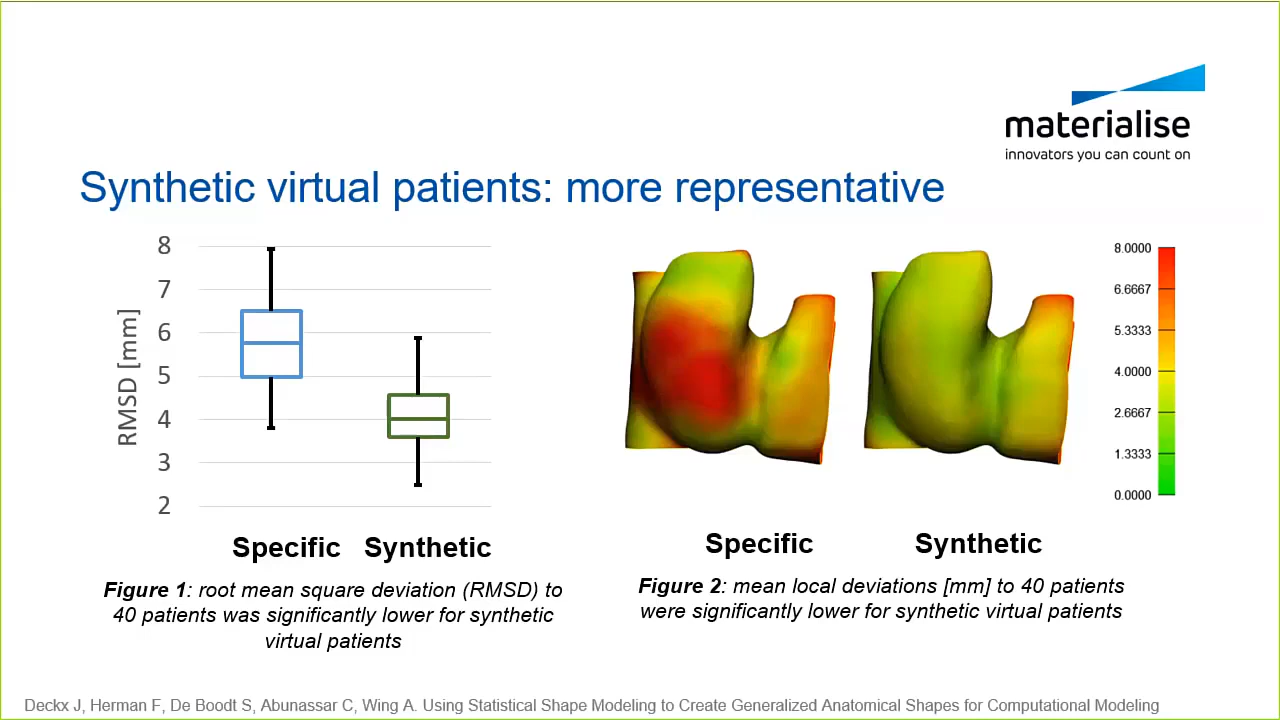 materialise
innovators you can count on
Synthetic virtual patients: more representative
8
7
6
5
4
3
2
RMSD [mm]
Specific Synthetic
Figure 1: root mean square deviation (RMSD) to
40 patients was significantly lower for synthetic
virtual patients
8.0000
6.6667
5.3333
4.0000
2.6667
1.3333
0.0000
Specific Synthetic
Figure 2: mean local deviations [mm] to 40 patients
were significantly lower for synthetic virtual patients
Deckx J, Herman F, De Boodt S, Abunassar C, Wing A. Using Statistical Shape Modeling to Create Generalized Anatomical Shapes for Computational Modeling